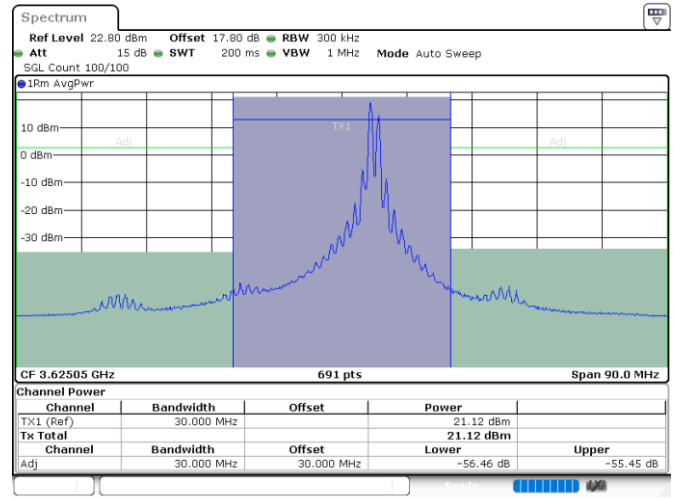 Spectrum
Ref Level 22.80 dBm Offset 17.80 dB RBW 300 kHz
Att 15 dB SWT 200 ms VBW 1 MHz Mode Auto Sweep
SGL Count 100/100
1Rm AvgPwr
10 dBm
TX1
Adj
Adj
0 dBm
-10 dBm
-20 dBm
-30 dBm
CF 3.62505 GHz 691 pts Span 90.0 MHz
Channel Power
Channel Bandwidth Offset Power
TX1 (Ref) 30.000 MHz 21.12 dBm
Tx Total 21.12 dBm
Channel Bandwidth Offset Lower Upper
Adj 30.000 MHz 30.000 MHz -56.46 dB -55.45 dB
Ready